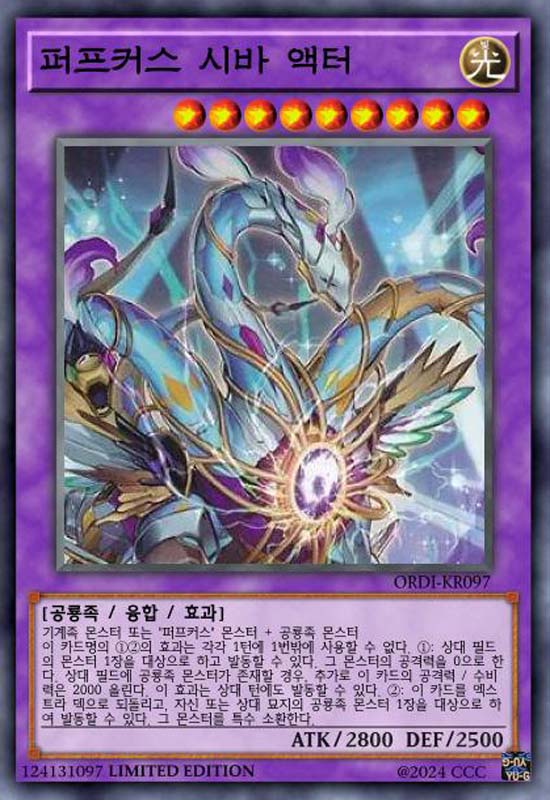 퍼프커스 시바 액터
光
ORDI-KR097
[공룡족 / 융합 / 효과]
기계족 몬스터 또는 "퍼프커스" 몬스터 + 공룡족 몬스터
이 카드명의 ①②의 효과는 각각 1턴에 1번밖에 사용할 수 없다. ①: 상대 필드
의 몬스터 1장을 대상으로 하고 발동할 수 있다. 그 몬스터의 공격력을 0으로 한
다. 상대 필드에 공룡족 몬스터가 존재할 경우, 추가로 이 카드의 공격력 / 수비
력은 2000 올린다. 이 효과는 상대 턴에도 발동할 수 있다. ②: 이 카드를 엑스
트라 덱으로 되돌리고, 자신 또는 상대 묘지의 공룡족 몬스터 1장을 대상으로 하
여 발동할 수 있다. 그 몬스터를 특수 소환한다.
ATK/2800 DEF/2500
124131097 LIMITED EDITION
@2024 CCC
YU-G